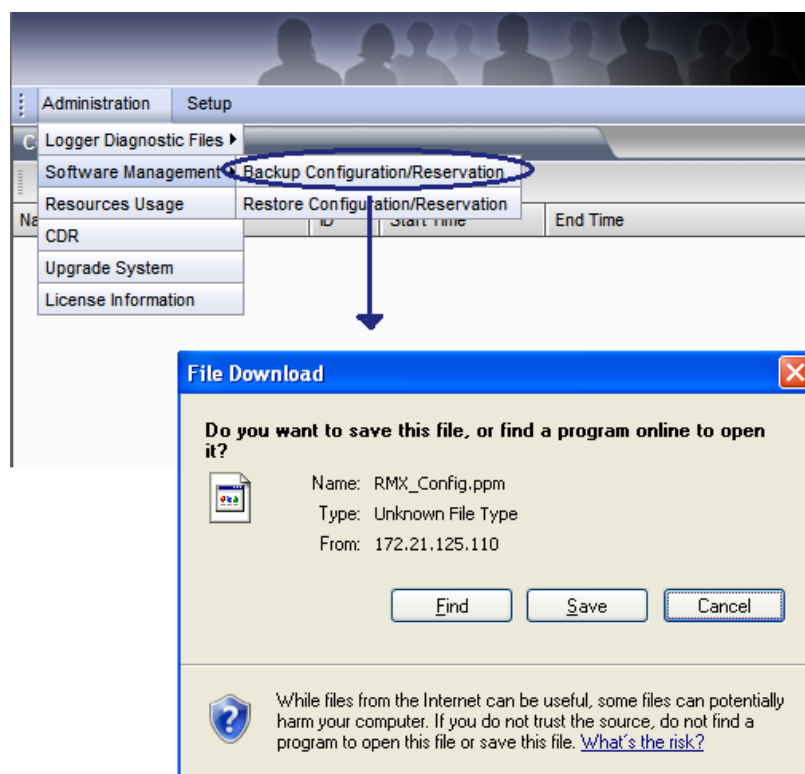 Administration Setup
Logger Diagnostic Files
Software Management Backup Configuration/Reservation
Resources Usage Restore Configuration/Reservation
Na ID Start Time End Time
CDR
Upgrade System
License Information
File Download
Do you want to save this file, or find a program online to open
it?
Name: RMX_Config.ppm
Type: Unknown File Type
From: 172.21.125.110
Find Save Cancel
While files from the Internet can be useful, some files can potentially
harm your computer. If you do not trust the source, do not find a
program to open this file or save this file. What's the risk?